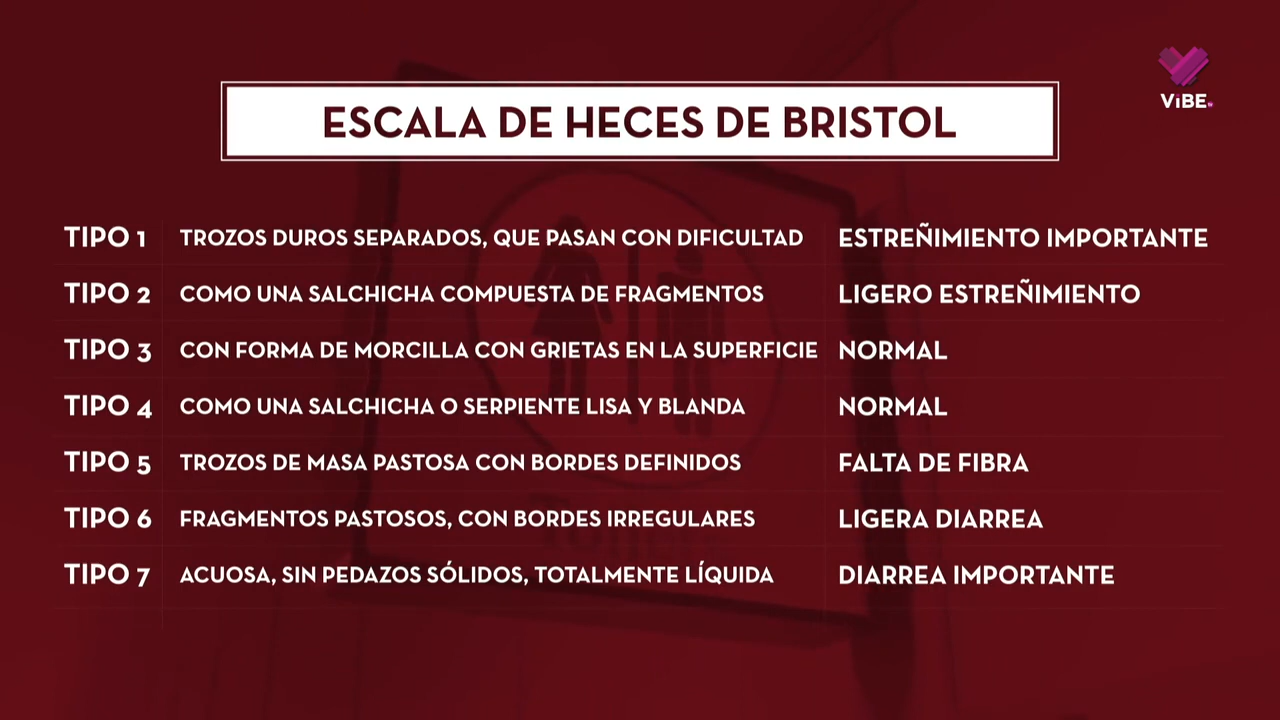 ViBE
ESCALA DE HECES DE BRISTOL
TIPO 1 TROZOS DUROS SEPARADOS, QUE PASAN CON DIFICULTAD ESTREÑIMIENTO IMPORTANTE
TIPO 2 COMO UNA SALCHICHA COMPUESTA DE FRAGMENTOS LIGERO ESTREÑIMIENTO
TIPO 3 CON FORMA DE MORCILLA CON GRIETAS EN LA SUPERFICIE NORMAL
TIPO 4 COMO UNA SALCHICHA O SERPIENTE LISA Y BLANDA NORMAL
TIPO 5 TROZOS DE MASA PASTOSA CON BORDES DEFINIDOS FALTA DE FIBRA
TIPO 6 FRAGMENTOS PASTOSOS, CON BORDES IRREGULARES LIGERA DIARREA
TIPO 7 ACUOSA, SIN PEDAZOS SÓLIDOS, TOTALMENTE LÍQUIDA DIARREA IMPORTANTE